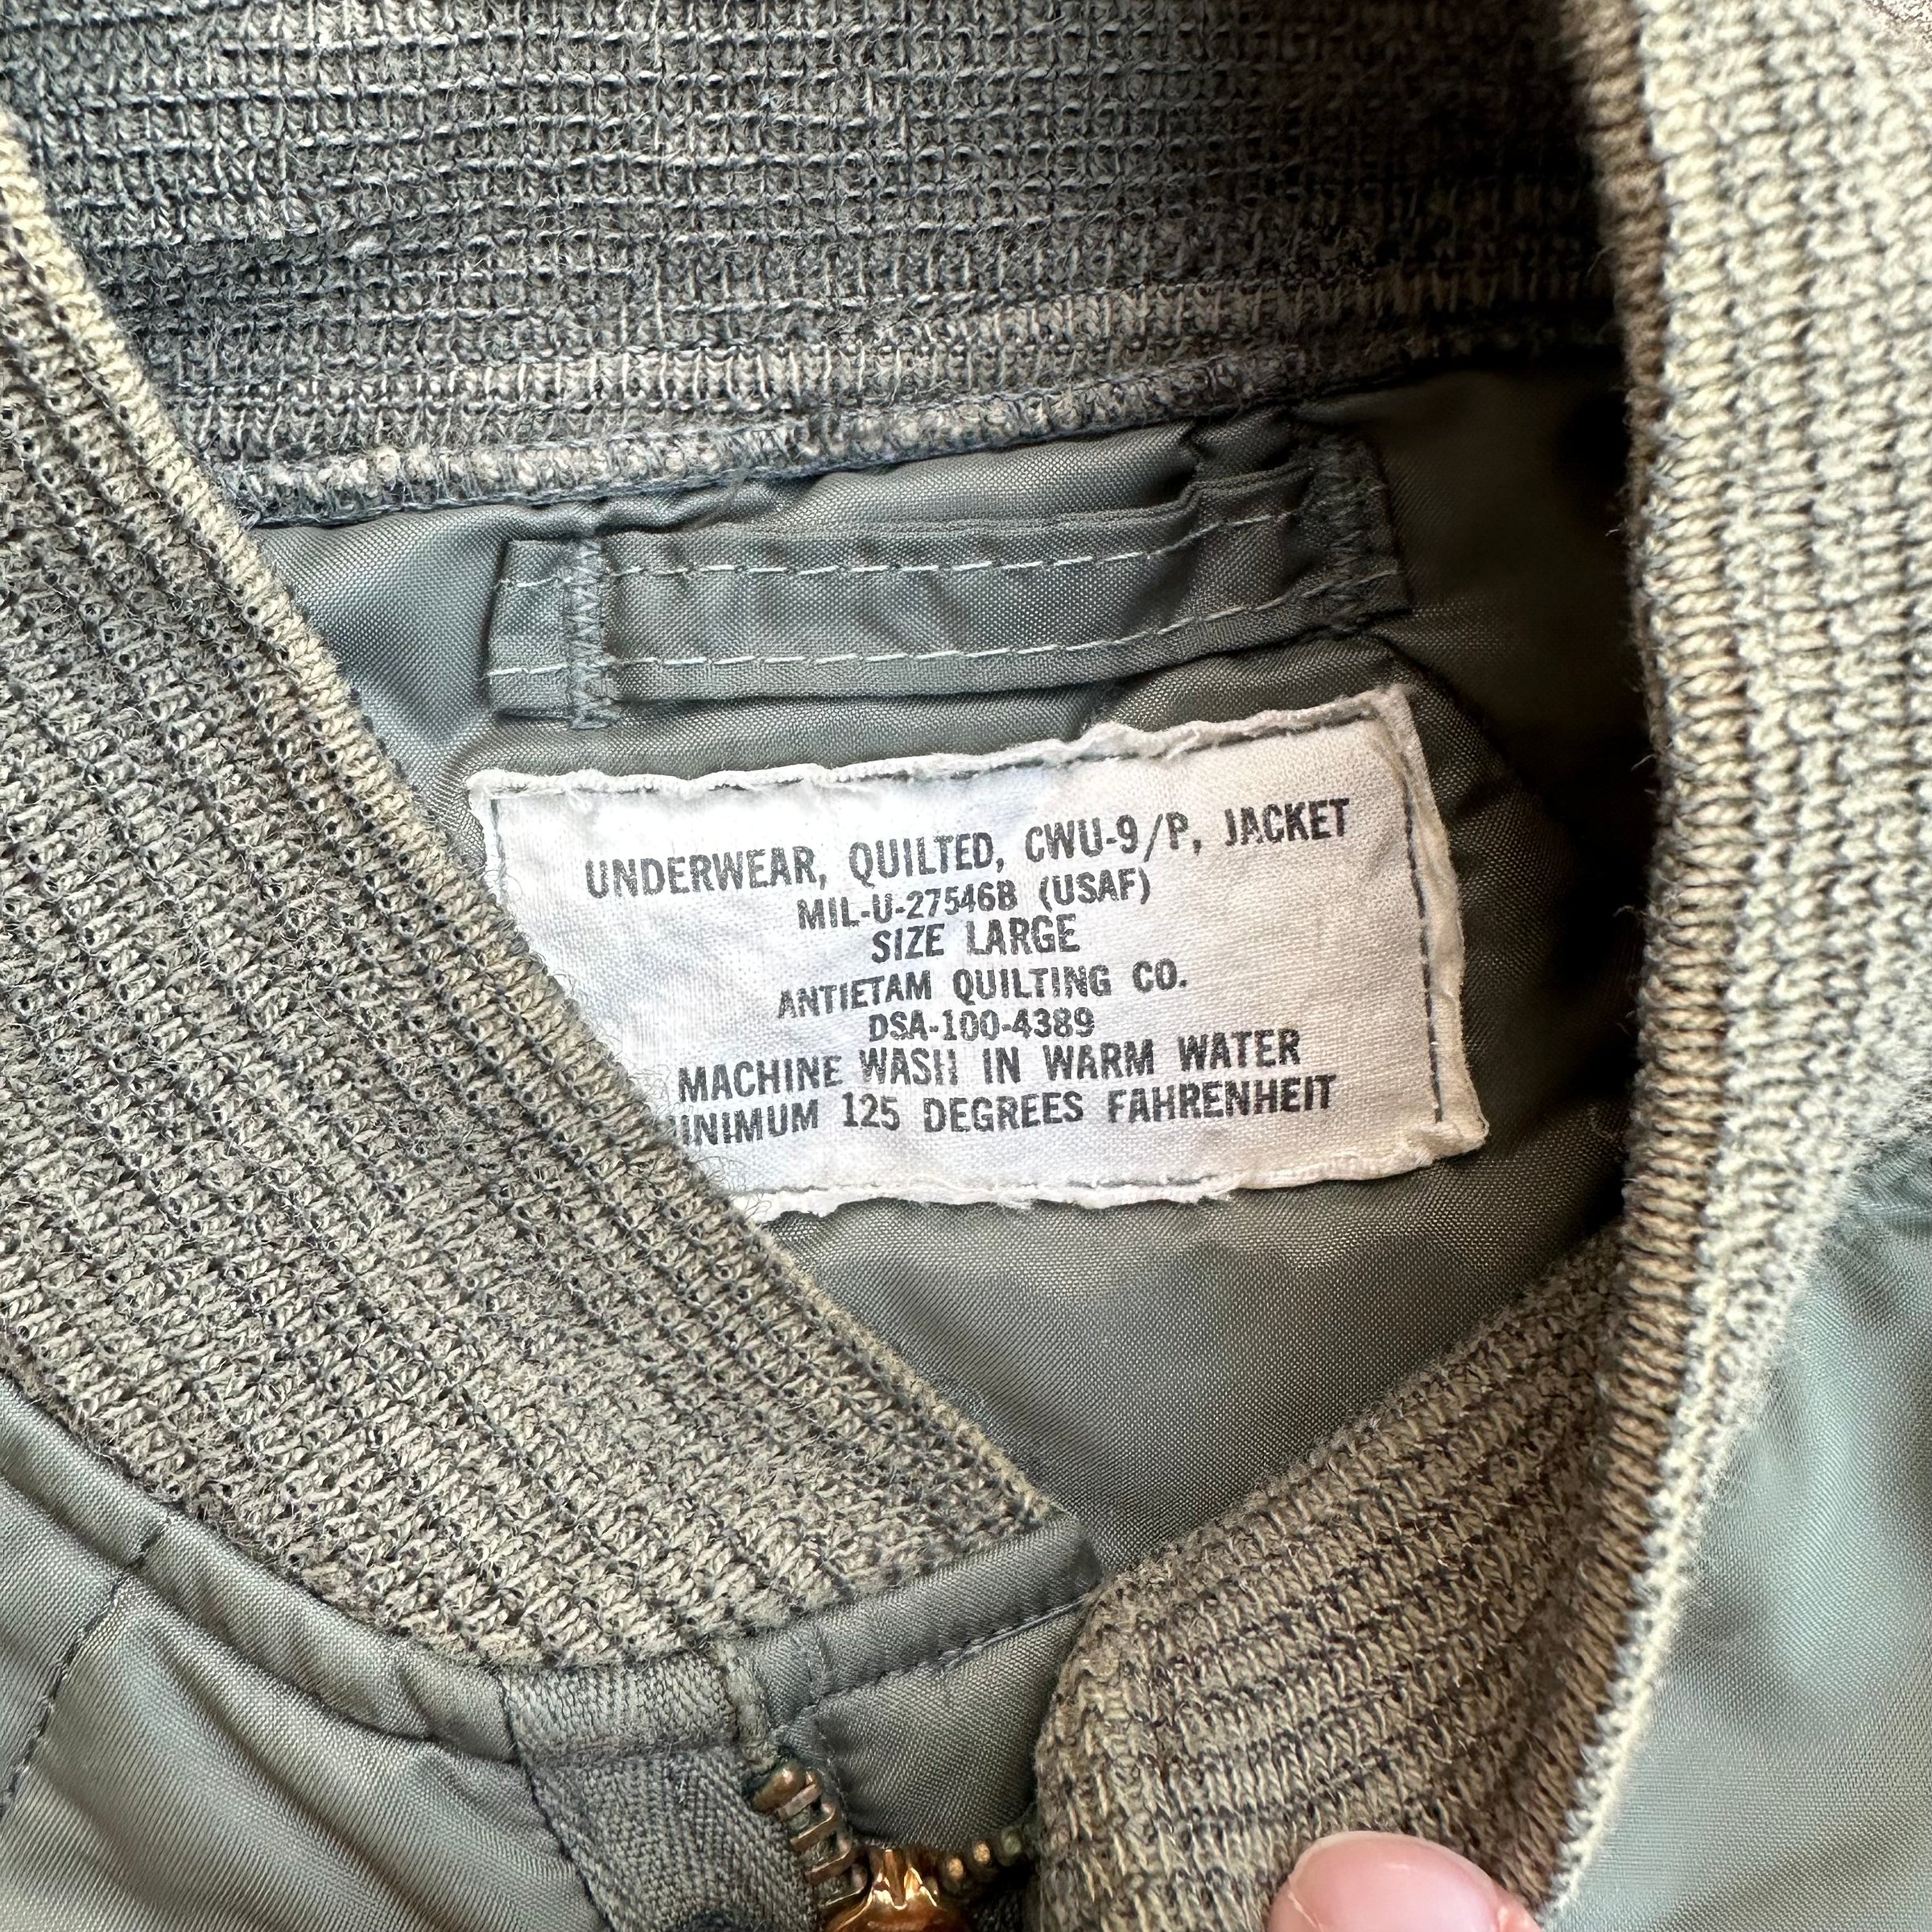 UNDERWEAR, QUILTED, CWU-9/P, JACKET
MIL-U-27546B (USAF)
SIZE LARGE
ANTIETAM QUILTING CO.
DSA-100-4389
MACHINE WASH IN WARM WATER
MINIMUM 125 DEGREES FAHRENHEIT